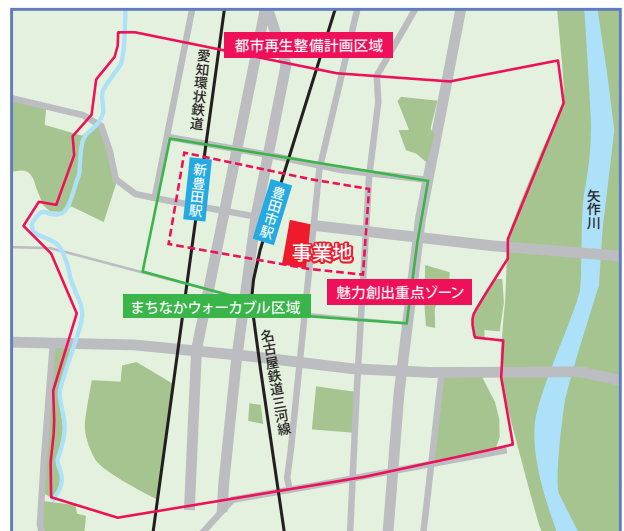 都市再生整備計画区域
愛知環状鉄道
新豊田駅
豊田市駅
事業地
矢作川
魅力創出重点ゾーン
まちなかウォーカブル区域
名古屋鉄道三河線